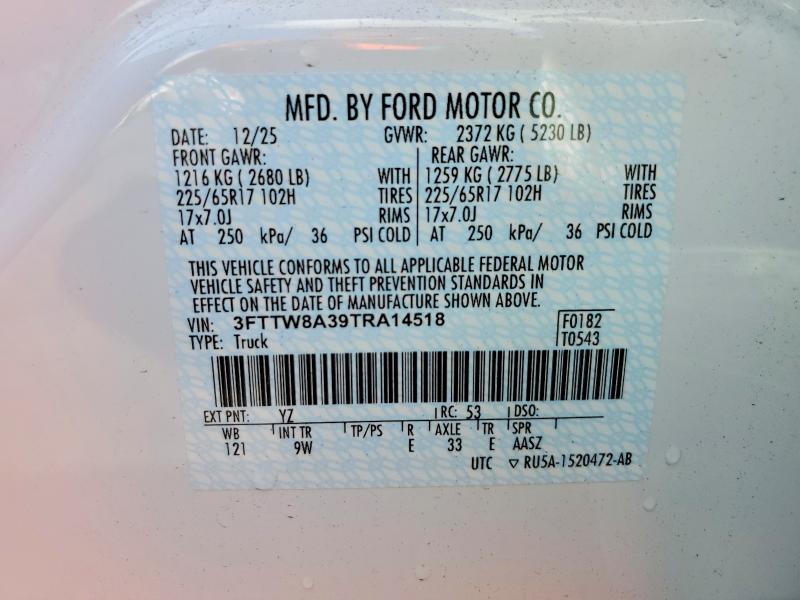 MFD. BY FORD MOTOR CO.
DATE: 12/25 GVWR: 2372 KG ( 5230 LB)
FRONT GAWR: REAR GAWR:
1216 KG ( 2680 LB) WITH 1259 KG ( 2775 LB) WITH
225/65R17 102H TIRES 225/65R17 102H TIRES
17x7.0J RIMS 17x7.0J RIMS
AT 250 kPa/ 36 PSI COLD AT 250 kPa/ 36 PSI COLD
THIS VEHICLE CONFORMS TO ALL APPLICABLE FEDERAL MOTOR
VEHICLE SAFETY AND THEFT PREVENTION STANDARDS IN
EFFECT ON THE DATE OF MANUFACTURE SHOWN ABOVE.
VIN: 3FTTW8A39TRA14518 F0182
TYPE: Truck T0543
EXT PNT: YZ RC: 53 DSO:
WB INT TR TP/PS R AXLE TR SPR
121 9W E 33 E AASZ
UTC ▽ RU5A-1520472-AB